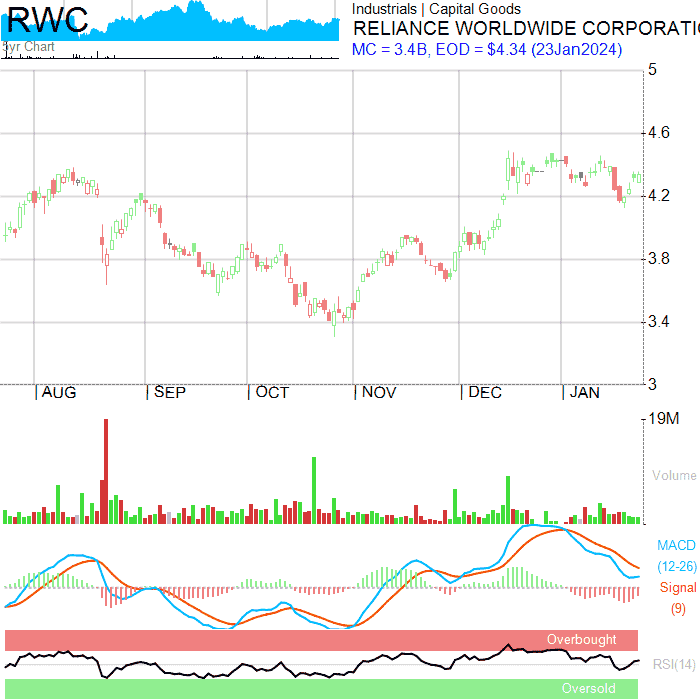 RWC
5yr Chart
Industrials | Capital Goods
RELIANCE WORLDWIDE CORPORATI
MC = 3.4B, EOD = $4.34 (23Jan2024)
5
4.6
4.2
3.8
3.4
3
|AUG |SEP |OCT |NOV |DEC |JAN
19M
Volume
MACD
(12-26)
Signal
(9)
Overbought
RSI(14)
Oversold